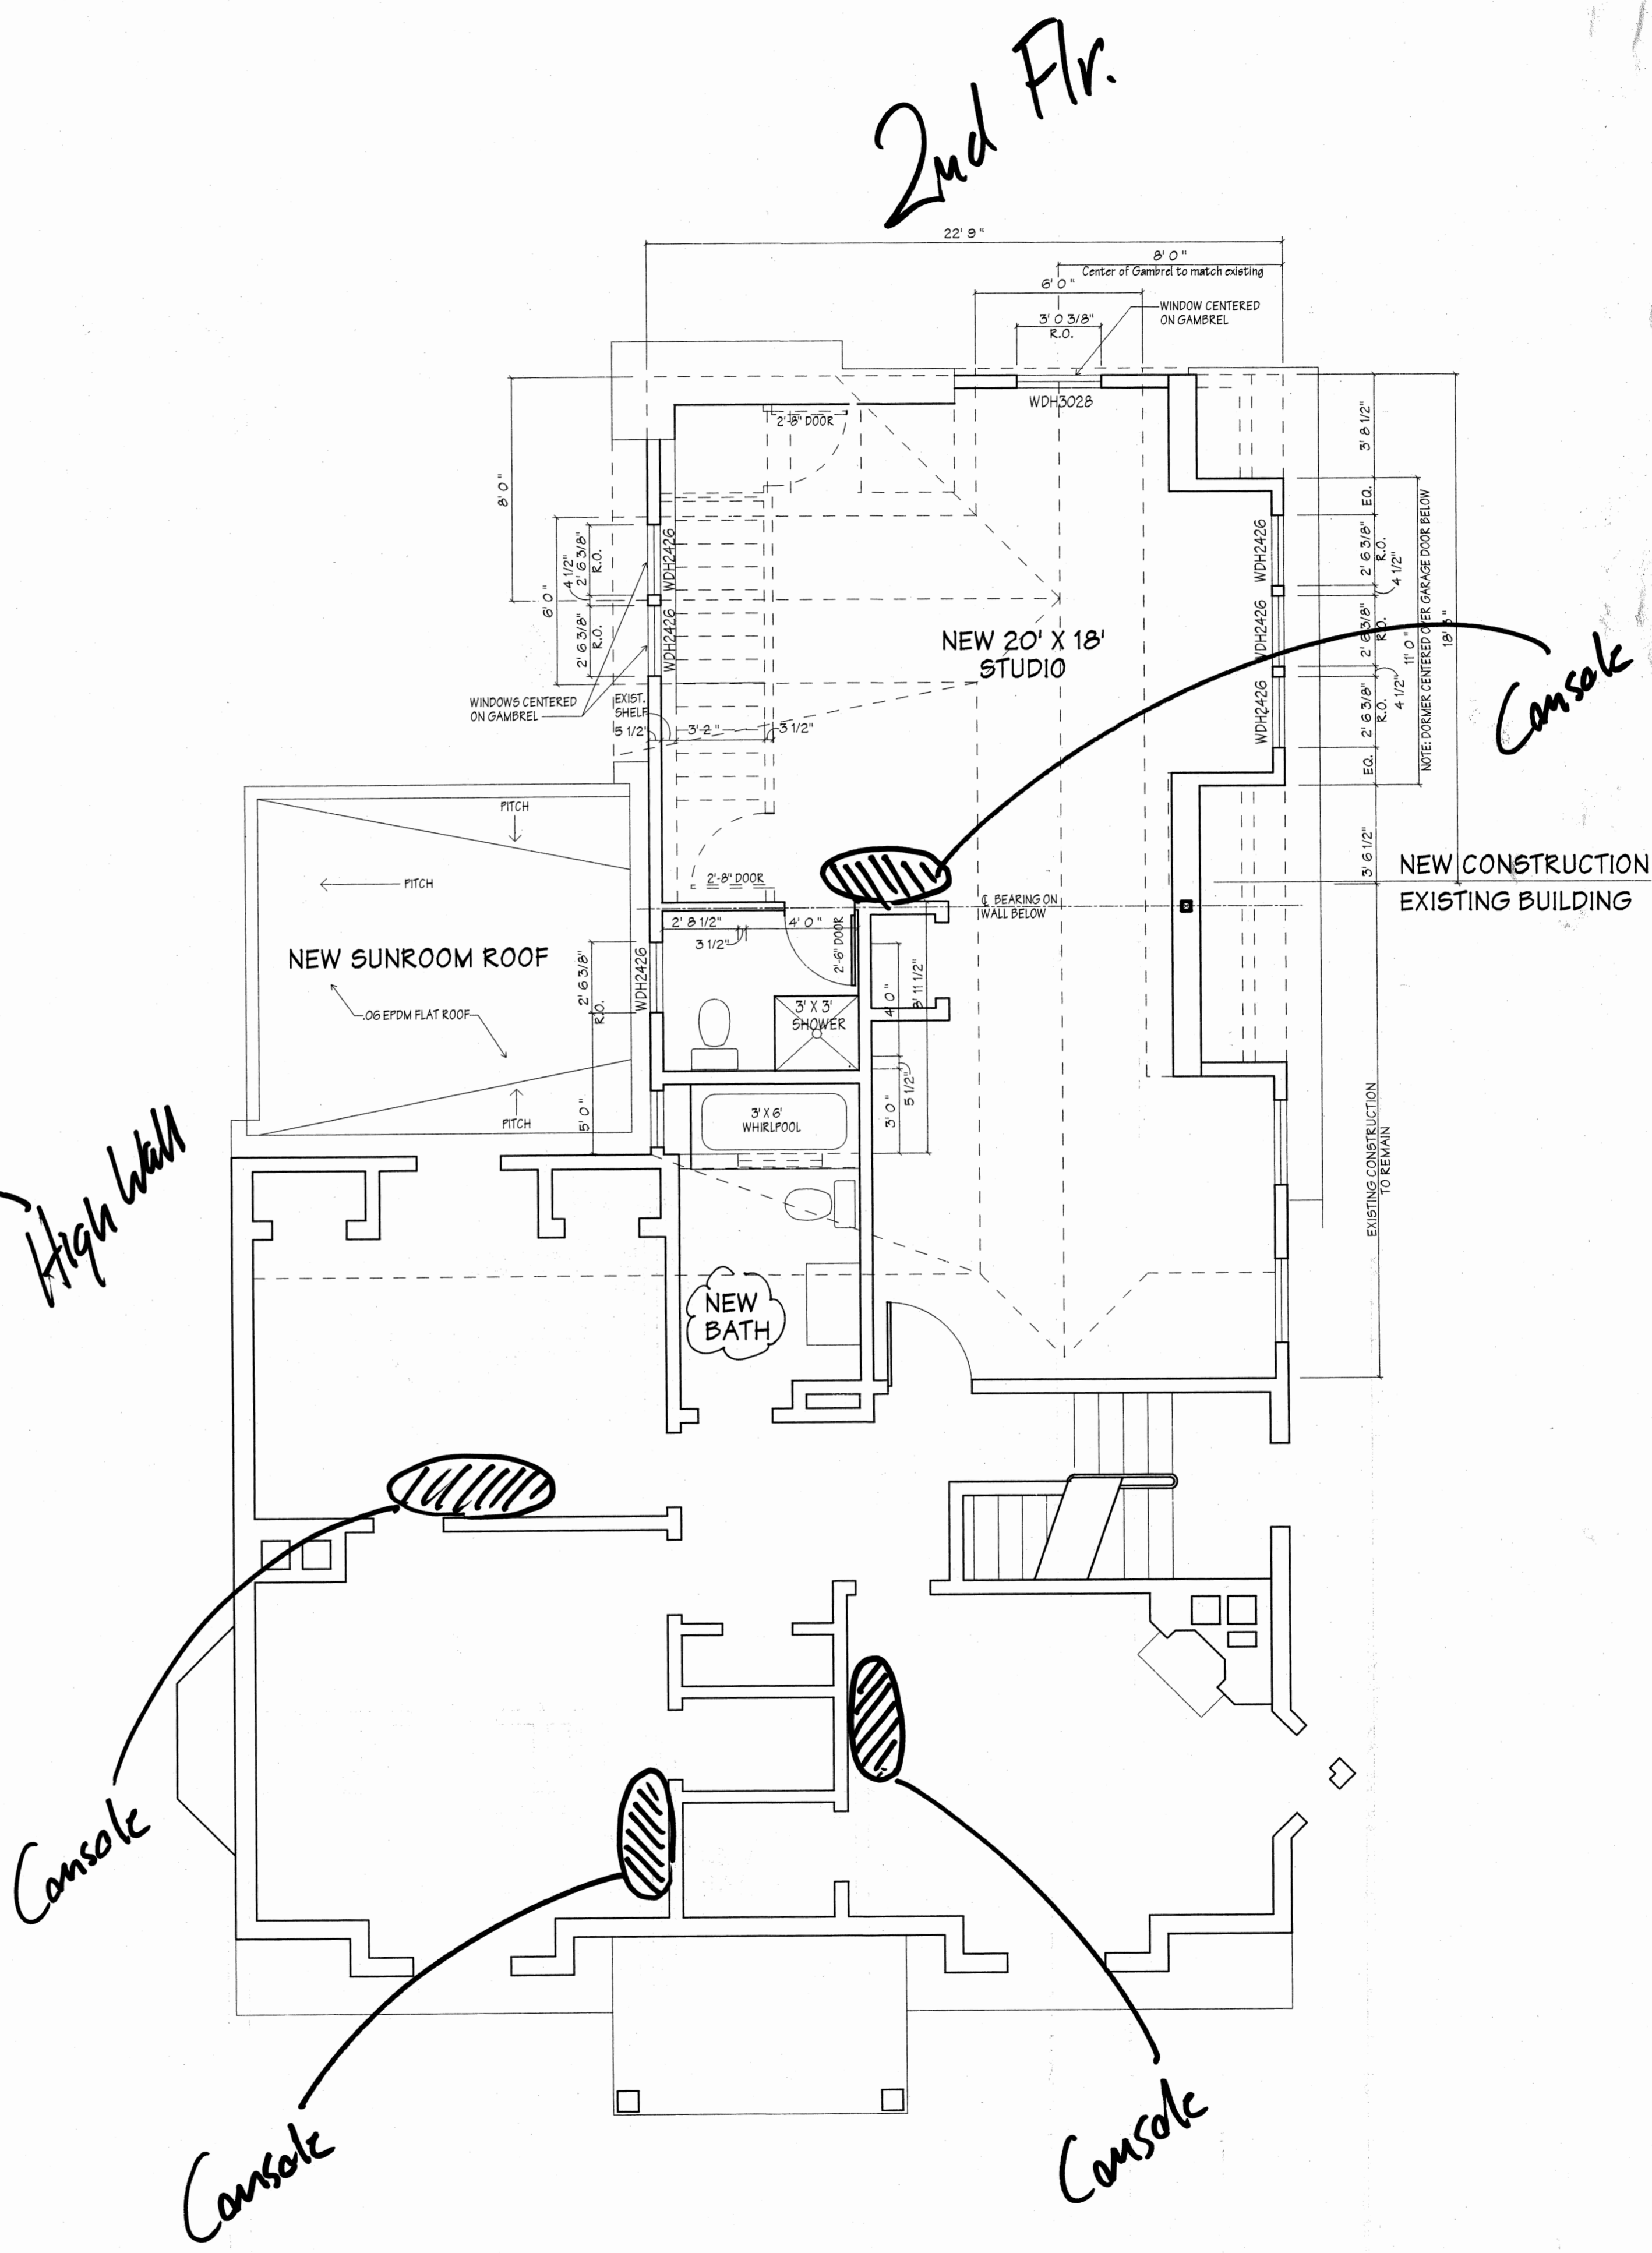 2nd Flr.
22' 9"
8' 0"
Center of Gambrel to match existing
6' 0"
3' 0 3/8"
R.O.
WINDOW CENTERED
ON GAMBREL
WDH3028
2'-8" DOOR
8' 0"
6' 0"
4 1/2"
2' 6 3/8"
R.O.
2' 6 3/8"
R.O.
WDH2426
WDH2426
WINDOWS CENTERED
ON GAMBREL
EXIST.
SHELF
5 1/2"
3'-2"
3 1/2"
NEW 20' X 18'
STUDIO
WDH2426
WDH2426
WDH2426
3' 8 1/2"
EQ.
2' 6 3/8"
R.O.
4 1/2"
2' 6 3/8"
R.O.
4 1/2"
2' 6 3/8"
R.O.
EQ.
11' 0"
NOTE: DORMER CENTERED OVER GARAGE DOOR BELOW
18' 3"
3' 6 1/2"
Console
NEW CONSTRUCTION
EXISTING BUILDING
PITCH
PITCH
NEW SUNROOM ROOF
.06 EPDM FLAT ROOF
PITCH
2'-8" DOOR
2' 8 1/2"
4' 0"
3 1/2"
2'-6" DOOR
℄ BEARING ON
WALL BELOW
WDH2426
2' 6 3/8"
R.O.
5' 0"
3' X 3'
SHOWER
4' 0"
3' 11 1/2"
3' 0"
5 1/2"
3' X 6'
WHIRLPOOL
EXISTING CONSTRUCTION
TO REMAIN
High Wall
NEW
BATH
Console
Console
Console